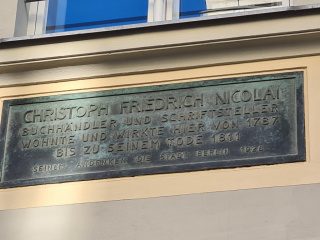 CHRISTOPH FRIEDRICH NICOLAI
BUCHHÄNDLER UND SCHRIFTSTELLER
WOHNTE UND WIRKTE HIER VON 1787
BIS ZU SEINEM TODE 1811
SEINEM ANDENKEN DIE STADT BERLIN 1928